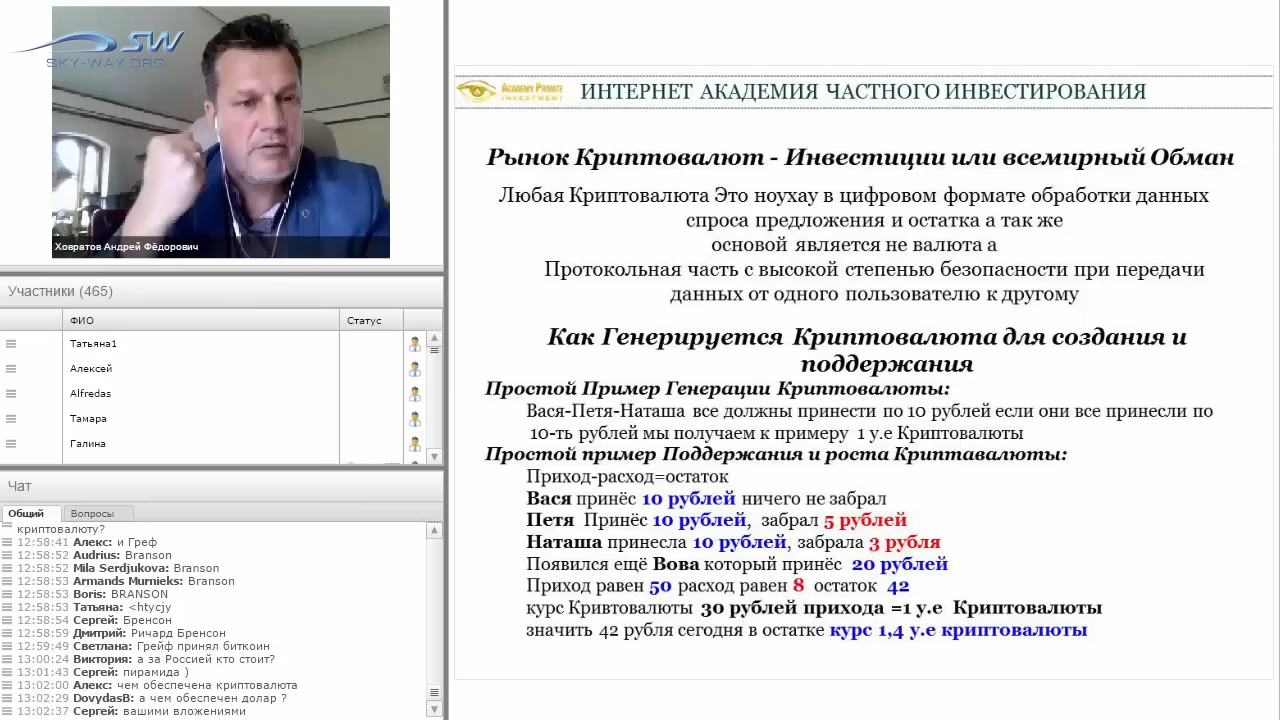 SW
SKY-WAY.ORG
Ховратов Андрей Фёдорович
Участники (465)
ФИО
Статус
Татьяна1
Алексей
Alfredas
Тамара
Галина
Чат
Общий
Вопросы
криптовалюту?
12:58:41 Алекс: и Греф
12:58:52 Audrius: Branson
12:58:52 Mila Serdjukova: Branson
12:58:53 Armands Murnieks: Branson
12:58:53 Boris: BRANSON
12:58:53 Татьяна: <htycjy
12:58:54 Сергей: Бренсон
12:58:59 Дмитрий: Ричард Бренсон
12:59:49 Светлана: Грейф принял биткоин
13:00:24 Виктория: а за Россией кто стоит?
13:01:43 Сергей: пирамида )
13:02:00 Алекс: чем обеспечена криптовалюта
13:02:29 DovydasB: а чем обеспечен долар ?
13:02:37 Сергей: вашими вложениями
ACADEMY PRIVATE
INVESTMENT
ИНТЕРНЕТ АКАДЕМИЯ ЧАСТНОГО ИНВЕСТИРОВАНИЯ
Рынок Криптовалют - Инвестиции или всемирный Обман
Любая Криптовалюта Это ноухау в цифровом формате обработки данных
спроса предложения и остатка а так же
основой является не валюта а
Протокольная часть с высокой степенью безопасности при передачи
данных от одного пользователю к другому
Как Генерируется Криптовалюта для создания и
поддержания
Простой Пример Генерации Криптовалюты:
Вася-Петя-Наташа все должны принести по 10 рублей если они все принесли по
10-ть рублей мы получаем к примеру 1 у.е Криптовалюты
Простой пример Поддержания и роста Криптавалюты:
Приход-расход=остаток
Вася принёс 10 рублей ничего не забрал
Петя Принёс 10 рублей, забрал 5 рублей
Наташа принесла 10 рублей, забрала 3 рубля
Появился ещё Вова который принёс 20 рублей
Приход равен 50 расход равен 8 остаток 42
курс Кривтовалюты 30 рублей прихода =1 у.е Криптовалюты
значить 42 рубля сегодня в остатке курс 1,4 у.е криптовалюты